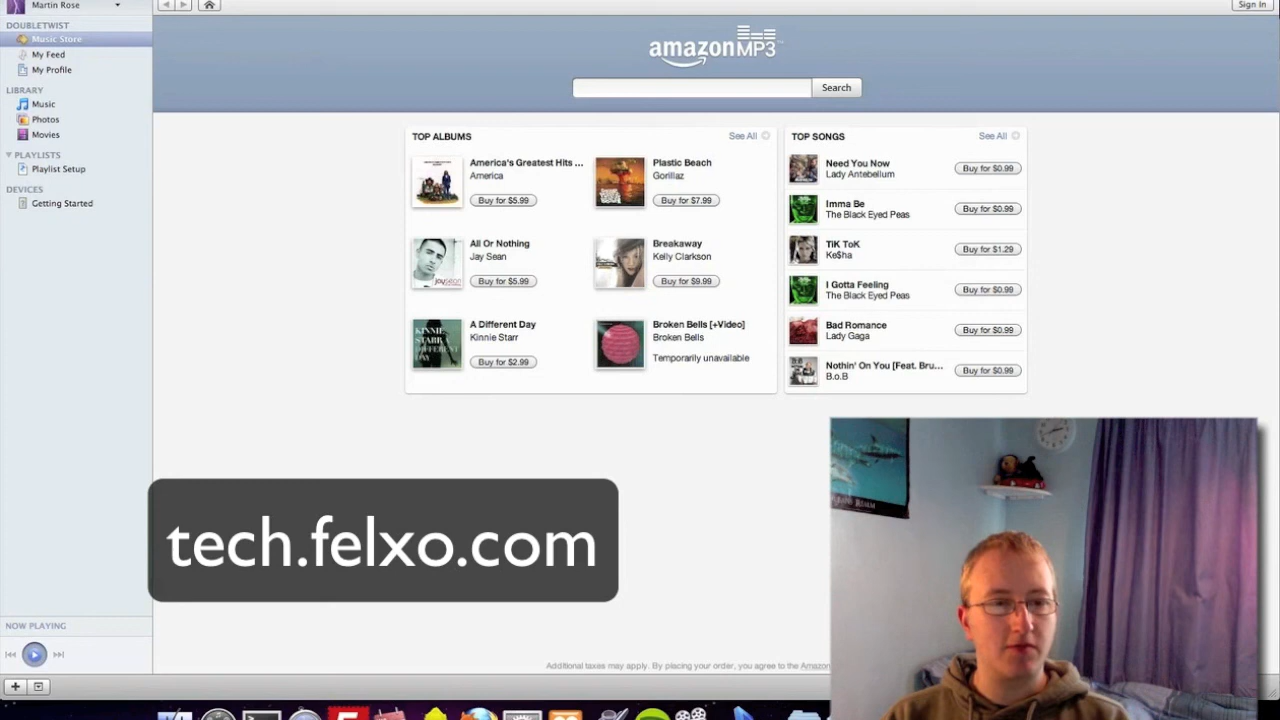 Martin Rose
Sign In
DOUBLETWIST
Music Store
My Feed
My Profile
LIBRARY
Music
Photos
Movies
PLAYLISTS
Playlist Setup
DEVICES
Getting Started
amazonMP3
Search
TOP ALBUMS
See All
America's Greatest Hits ...
America
Buy for $5.99
Plastic Beach
Gorillaz
Buy for $7.99
All Or Nothing
Jay Sean
Buy for $5.99
Breakaway
Kelly Clarkson
Buy for $9.99
KINNIE
STARR A
DIFFERENT
DAY
A Different Day
Kinnie Starr
Buy for $2.99
Broken Bells [+Video]
Broken Bells
Temporarily unavailable
TOP SONGS
See All
Need You Now
Lady Antebellum
Buy for $0.99
Imma Be
The Black Eyed Peas
Buy for $0.99
TiK ToK
Ke$ha
Buy for $1.29
I Gotta Feeling
The Black Eyed Peas
Buy for $0.99
Bad Romance
Lady Gaga
Buy for $0.99
Nothin' On You [Feat. Bru...
B.o.B
Buy for $0.99
tech.felxo.com
NOW PLAYING
Additional taxes may apply. By placing your order, you agree to the Amazon